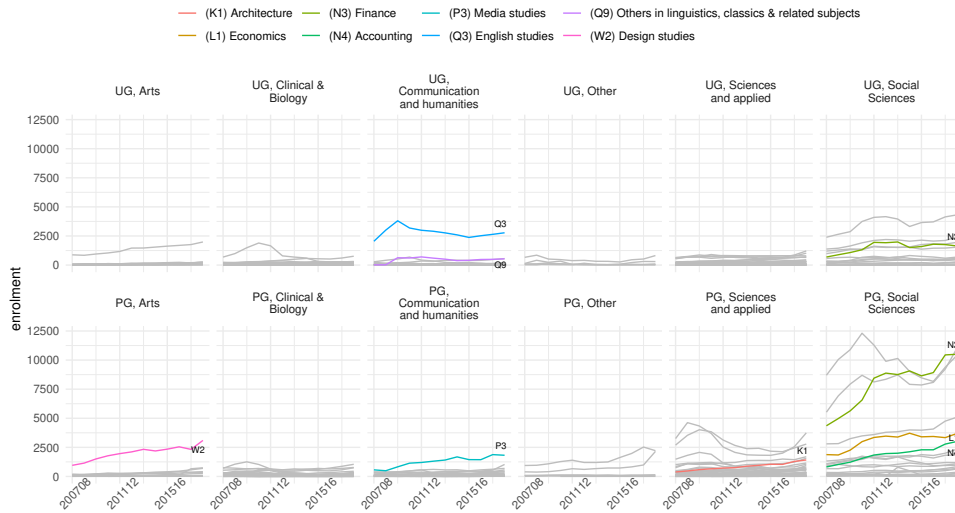 (K1) Architecture (N3) Finance (P3) Media studies (Q9) Others in linguistics, classics & related subjects
(L1) Economics (N4) Accounting (Q3) English studies (W2) Design studies
UG, Arts
UG, Clinical &
Biology
UG,
Communication
and humanities
UG, Other
UG, Sciences
and applied
UG, Social
Sciences
12500
10000
7500
5000
2500
0
Q3
Q9
enrolment
PG, Arts
PG, Clinical &
Biology
PG,
Communication
and humanities
PG, Other
PG, Sciences
and applied
PG, Social
Sciences
12500
10000
7500
5000
2500
0
W2
P3
K1
200708 201112 201516
200708 201112 201516
200708 201112 201516
200708 201112 201516
200708 201112 201516
200708 201112 201516